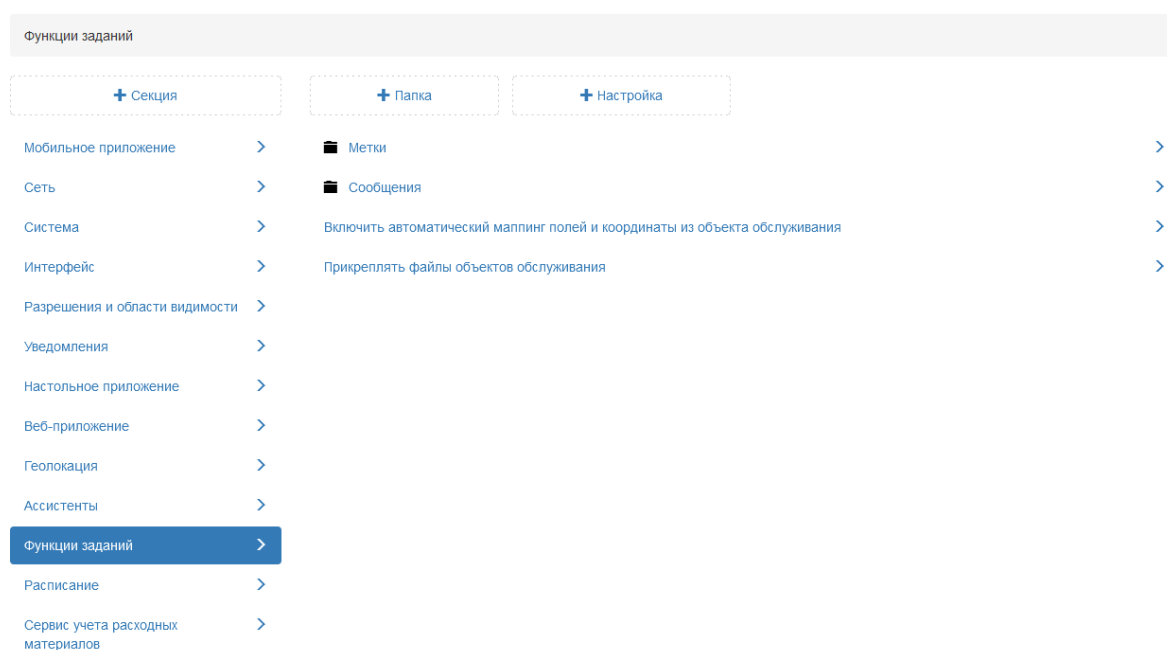 Функции заданий
Секция
Папка
Настройка
Мобильное приложение
Сеть
Система
Интерфейс
Разрешения и области видимости
Уведомления
Настольное приложение
Веб-приложение
Геолокация
Ассистенты
Функции заданий
Расписание
Сервис учета расходных
материалов
Метки
Сообщения
Включить автоматический маппинг полей и координаты из объекта обслуживания
Прикреплять файлы объектов обслуживания